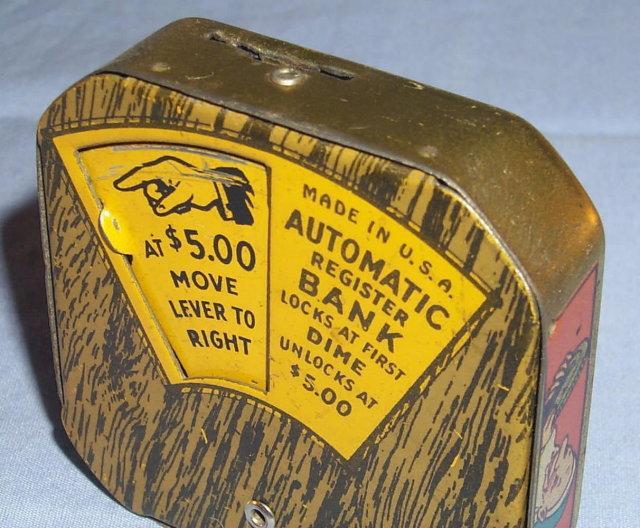 AT $5.00
MOVE
LEVER TO
RIGHT
MADE IN U.S.A.
AUTOMATIC
REGISTER
BANK
LOCKS AT FIRST
DIME
UNLOCKS AT
$5.00